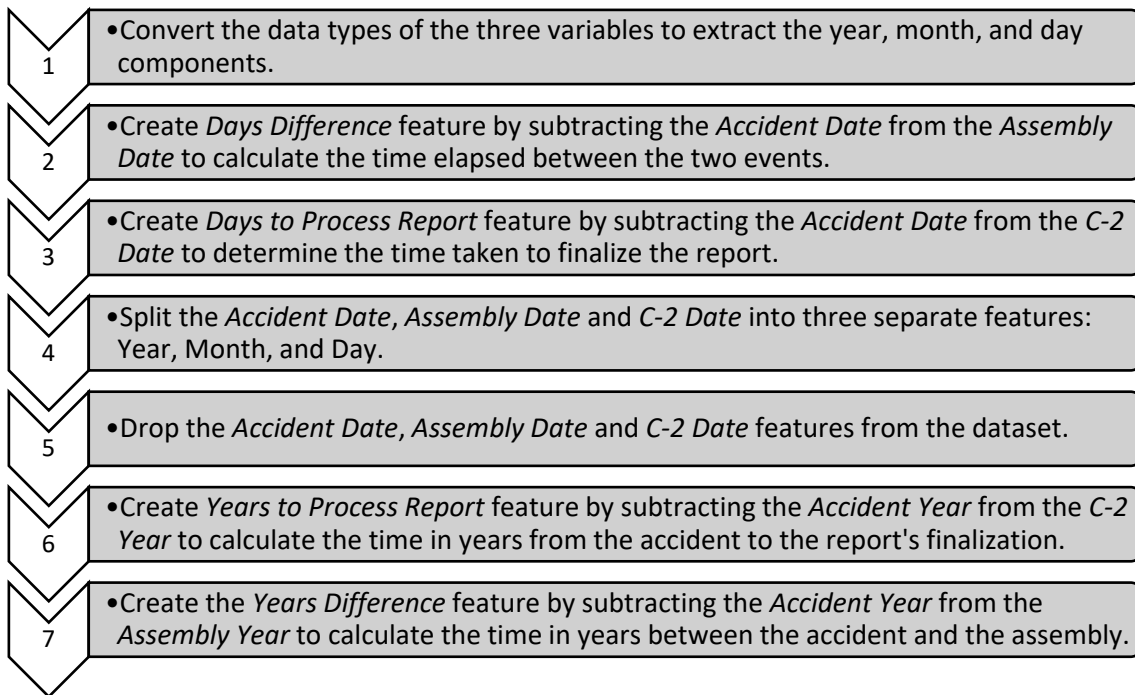 1
•Convert the data types of the three variables to extract the year, month, and day
components.
2
•Create Days Difference feature by subtracting the Accident Date from the Assembly
Date to calculate the time elapsed between the two events.
3
•Create Days to Process Report feature by subtracting the Accident Date from the C-2
Date to determine the time taken to finalize the report.
4
•Split the Accident Date, Assembly Date and C-2 Date into three separate features:
Year, Month, and Day.
5
•Drop the Accident Date, Assembly Date and C-2 Date features from the dataset.
6
•Create Years to Process Report feature by subtracting the Accident Year from the C-2
Year to calculate the time in years from the accident to the report's finalization.
7
•Create the Years Difference feature by subtracting the Accident Year from the
Assembly Year to calculate the time in years between the accident and the assembly.